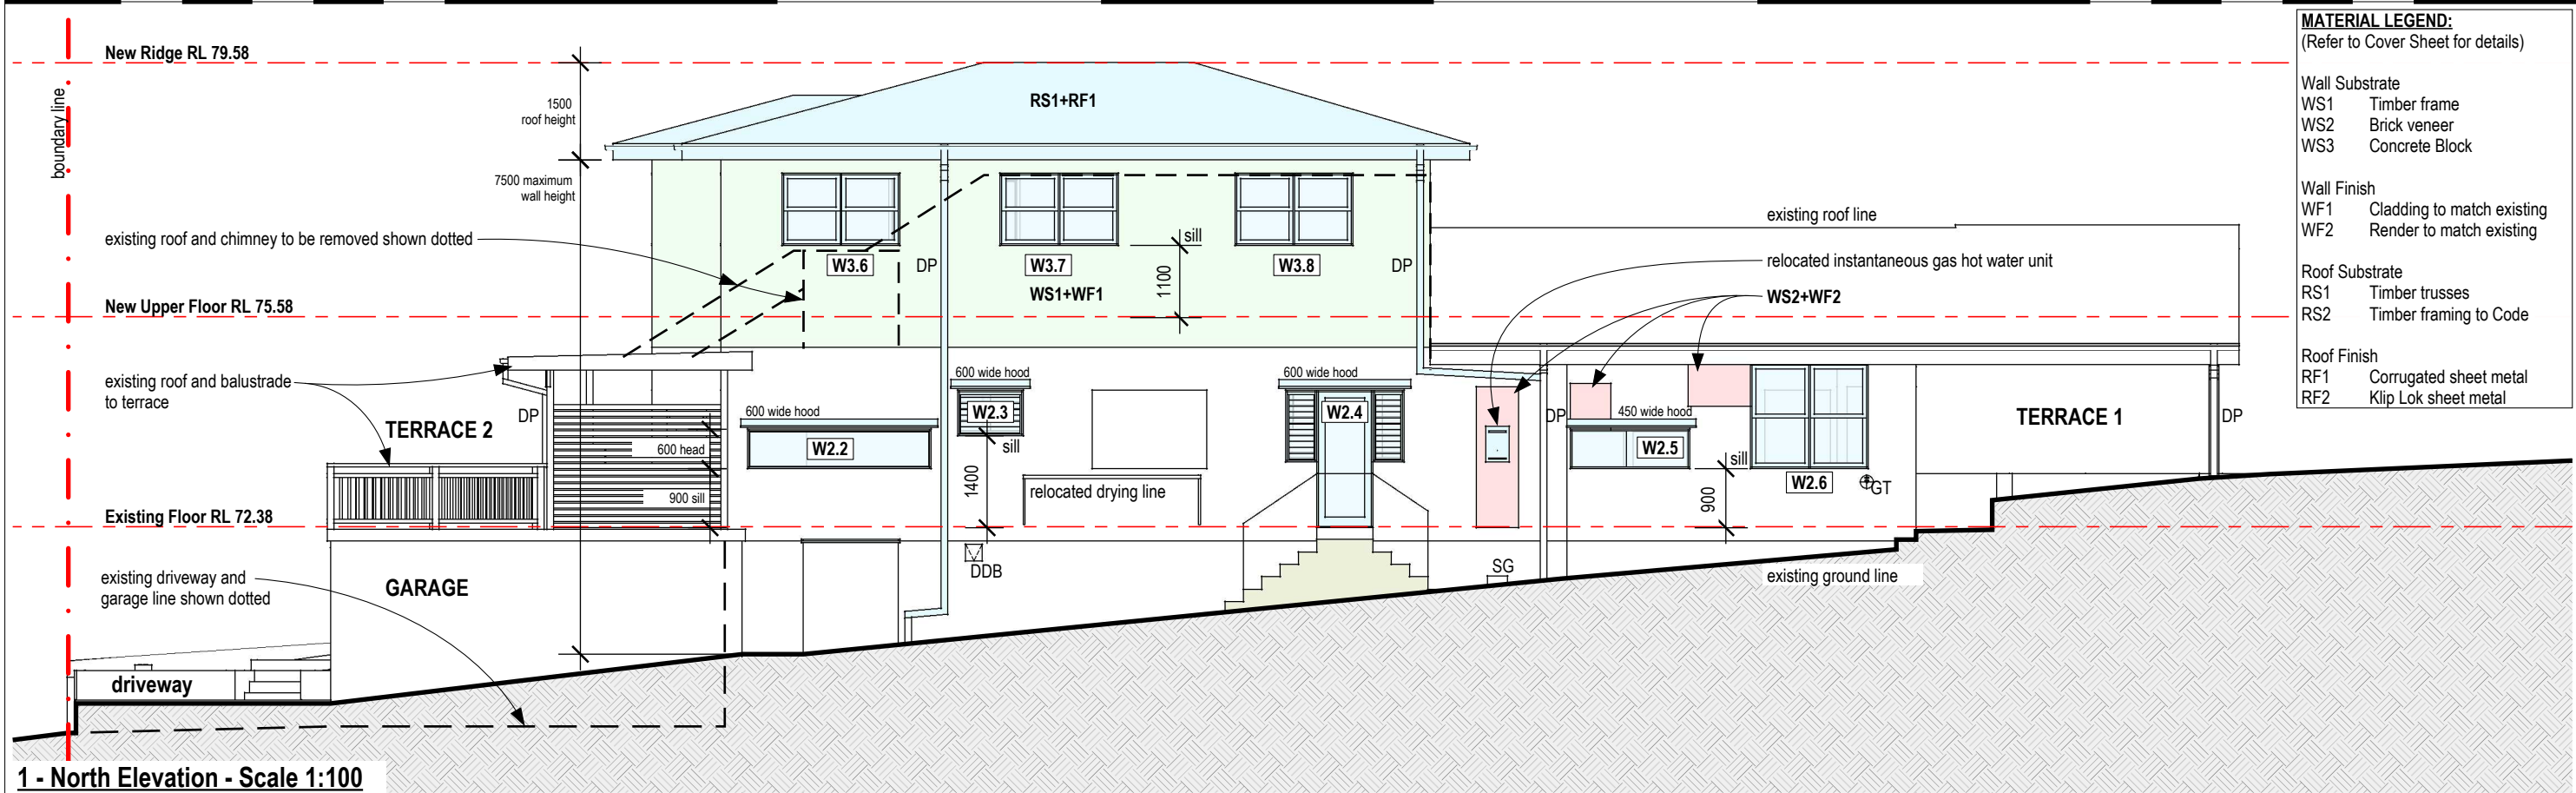 New Ridge RL 79.58
boundary line
1500
roof height
7500 maximum
wall height
existing roof and chimney to be removed shown dotted
New Upper Floor RL 75.58
existing roof and balustrade
to terrace
TERRACE 2
DP
Existing Floor RL 72.38
existing driveway and
garage line shown dotted
GARAGE
driveway
600 head
900 sill
RS1+RF1
W3.6
DP
W3.7
WS1+WF1
sill
1100
W3.8
DP
600 wide hood
W2.2
600 wide hood
W2.3
sill
1400
relocated drying line
DDB
600 wide hood
W2.4
existing roof line
relocated instantaneous gas hot water unit
WS2+WF2
DP
450 wide hood
W2.5
sill
900
W2.6
GT
TERRACE 1
DP
SG
existing ground line
MATERIAL LEGEND:
(Refer to Cover Sheet for details)
Wall Substrate
WS1 Timber frame
WS2 Brick veneer
WS3 Concrete Block
Wall Finish
WF1 Cladding to match existing
WF2 Render to match existing
Roof Substrate
RS1 Timber trusses
RS2 Timber framing to Code
Roof Finish
RF1 Corrugated sheet metal
RF2 Klip Lok sheet metal
1 - North Elevation - Scale 1:100